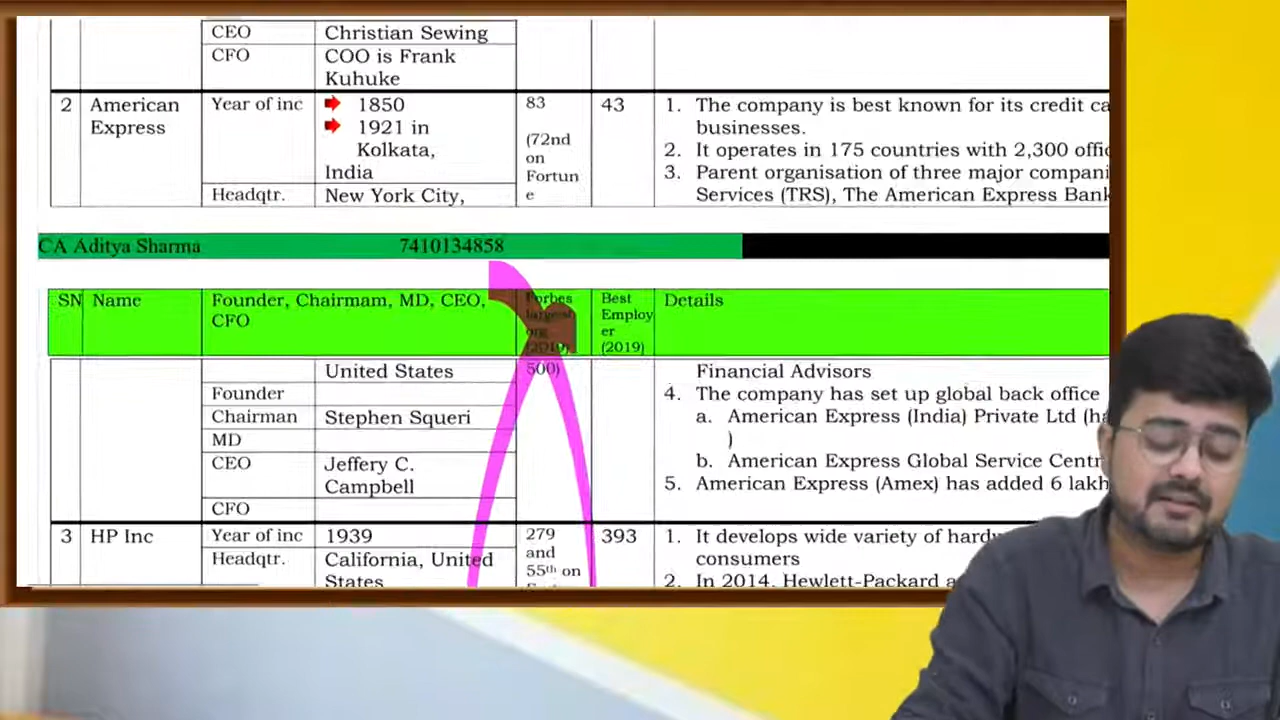 CEO Christian Sewing
CFO COO is Frank
Kuhuke
2 American Express Year of inc 1850 83 43 1. The company is best known for its credit
1921 in businesses.
Kolkata, (72nd 2. It operates in 175 countries with 2,300
India on 3. Parent organisation of three major
Headqtr. New York City, Fortun e Services (TRS), The American Express Bank
CA Aditya Sharma 7410134858
SN Name Founder, Chairmam, MD, CEO, CFO Forbes largest org (2019) Best Employ er (2019) Details
United States 500) Financial Advisors
Founder 4. The company has set up global back office
Chairman Stephen Squeri a. American Express (India) Private Ltd
MD )
CEO Jeffery C. b. American Express Global Service
Campbell 5. American Express (Amex) has added 6 lakh
CFO
3 HP Inc Year of inc 1939 279 393 1. It develops wide variety of
Headqtr. California, United and consumers
States 55th on 2. In 2014, Hewlett-Packard